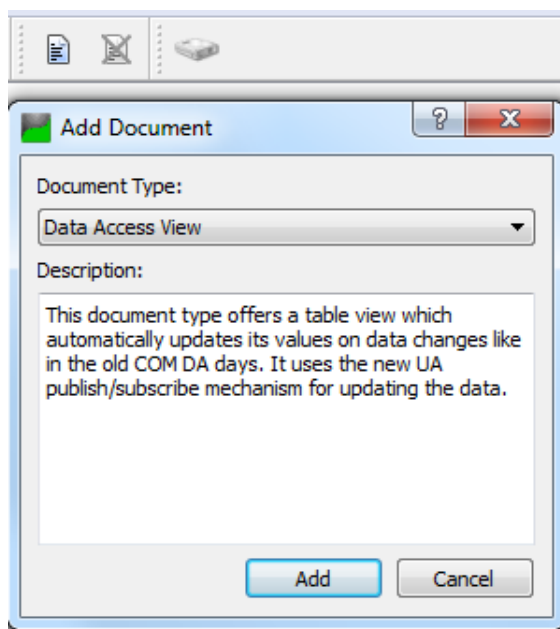 Add Document
?
X
Document Type:
Data Access View
Description:
This document type offers a table view which
automatically updates its values on data changes like
in the old COM DA days. It uses the new UA
publish/subscribe mechanism for updating the data.
Add
Cancel